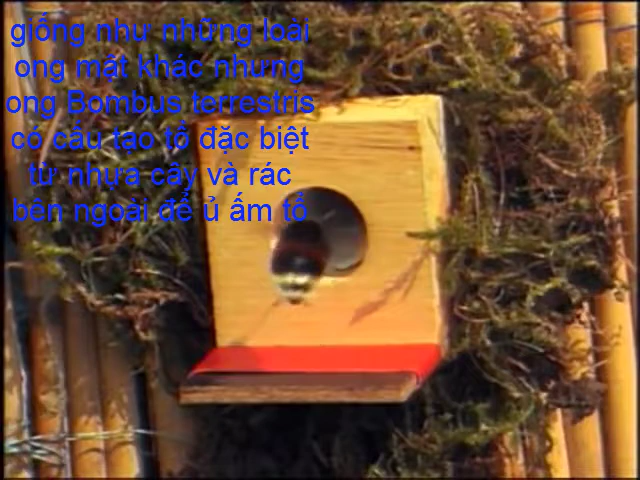 giống như những loài
ong mật khác nhưng
ong Bombus terrestris
có cấu tạo tổ đặc biệt
từ nhựa cây và rác
bên ngoài để ủ ấm tổ